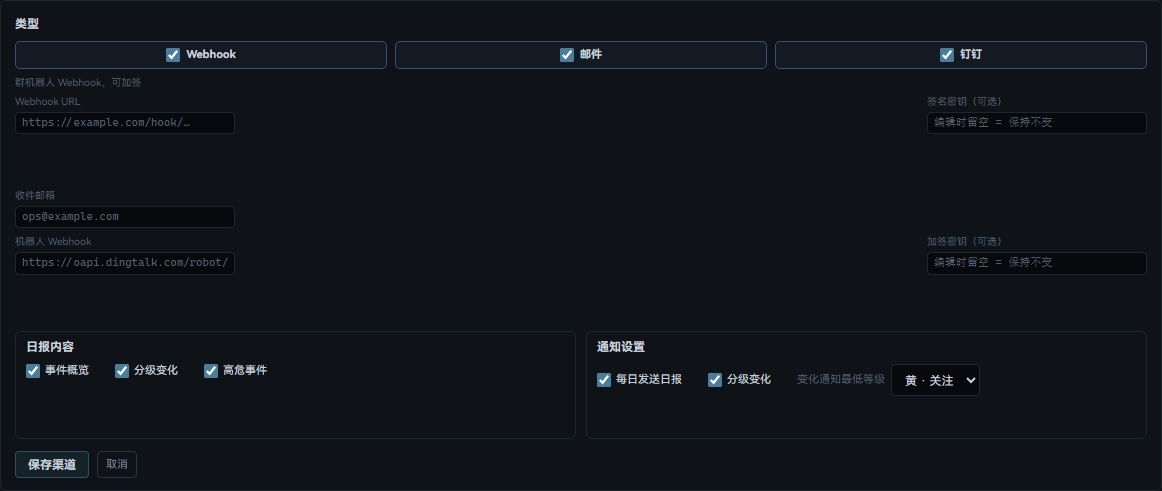 类型
Webhook 邮件 钉钉
群机器人 Webhook，可加签
Webhook URL 签名密钥（可选）
https://example.com/hook/… 编辑时留空 = 保持不变
收件邮箱
ops@example.com
机器人 Webhook 加签密钥（可选）
https://oapi.dingtalk.com/robot/ 编辑时留空 = 保持不变
日报内容 通知设置
事件概览 分级变化 高危事件
每日发送日报 分级变化 变化通知最低等级 黄 · 关注
保存渠道 取消